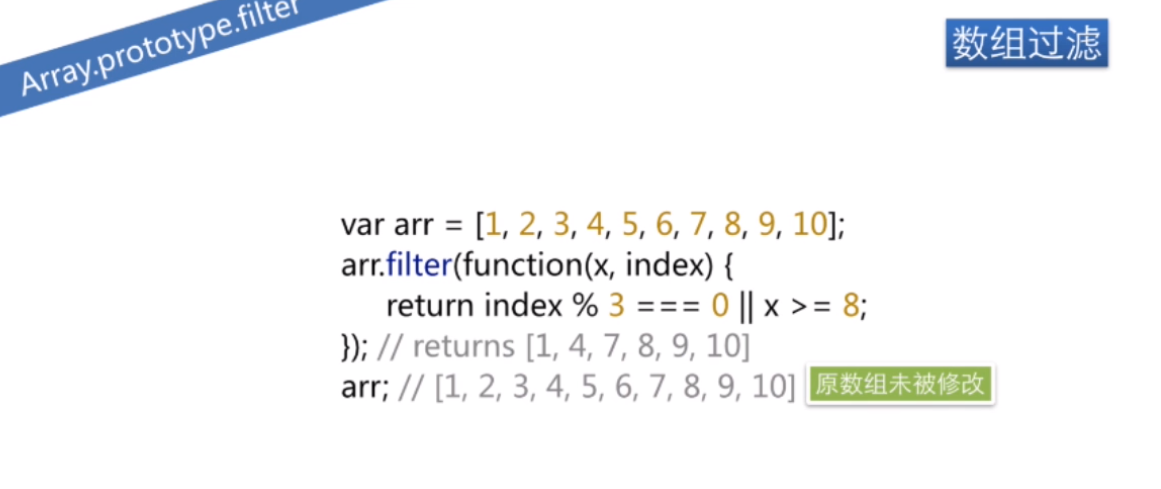 Array.prototype.filter
数组过滤
var arr = [1, 2, 3, 4, 5, 6, 7, 8, 9, 10];
arr.filter(function(x, index) {
return index % 3 === 0 || x >= 8;
}); // returns [1, 4, 7, 8, 9, 10]
arr; // [1, 2, 3, 4, 5, 6, 7, 8, 9, 10] 原数组未被修改